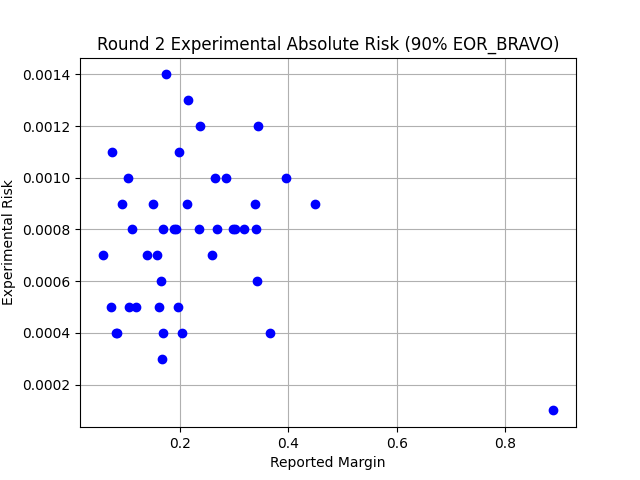 Round 2 Experimental Absolute Risk (90% EOR_BRAVO)
0.0014
0.0012
0.0010
0.0008
0.0006
0.0004
0.0002
Experimental Risk
0.2 0.4 0.6 0.8
Reported Margin